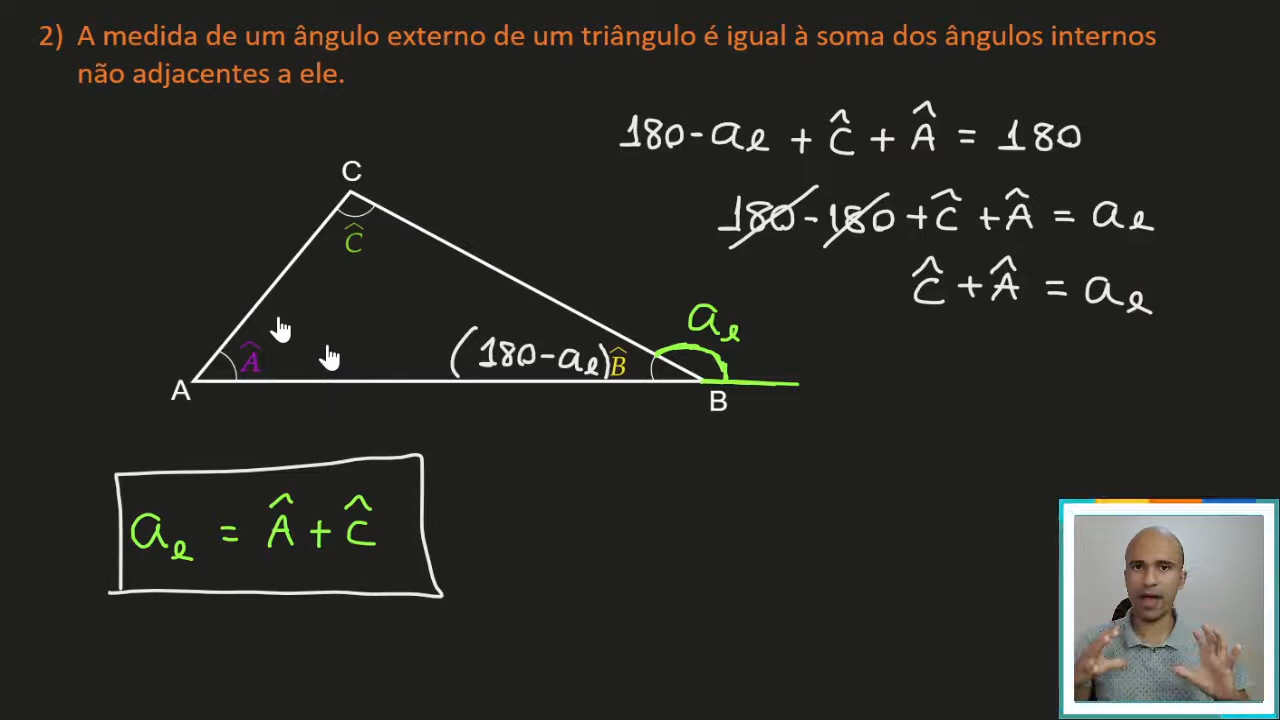 2) A medida de um ângulo externo de um triângulo é igual à soma dos ângulos internos
não adjacentes a ele.
180-ae + Ĉ + Â = 180
180-180 + Ĉ + Â = ae
Ĉ + Â = ae
C
Ĉ
ae
Â
(180-ae) B̂
A
B
ae = Â + Ĉ